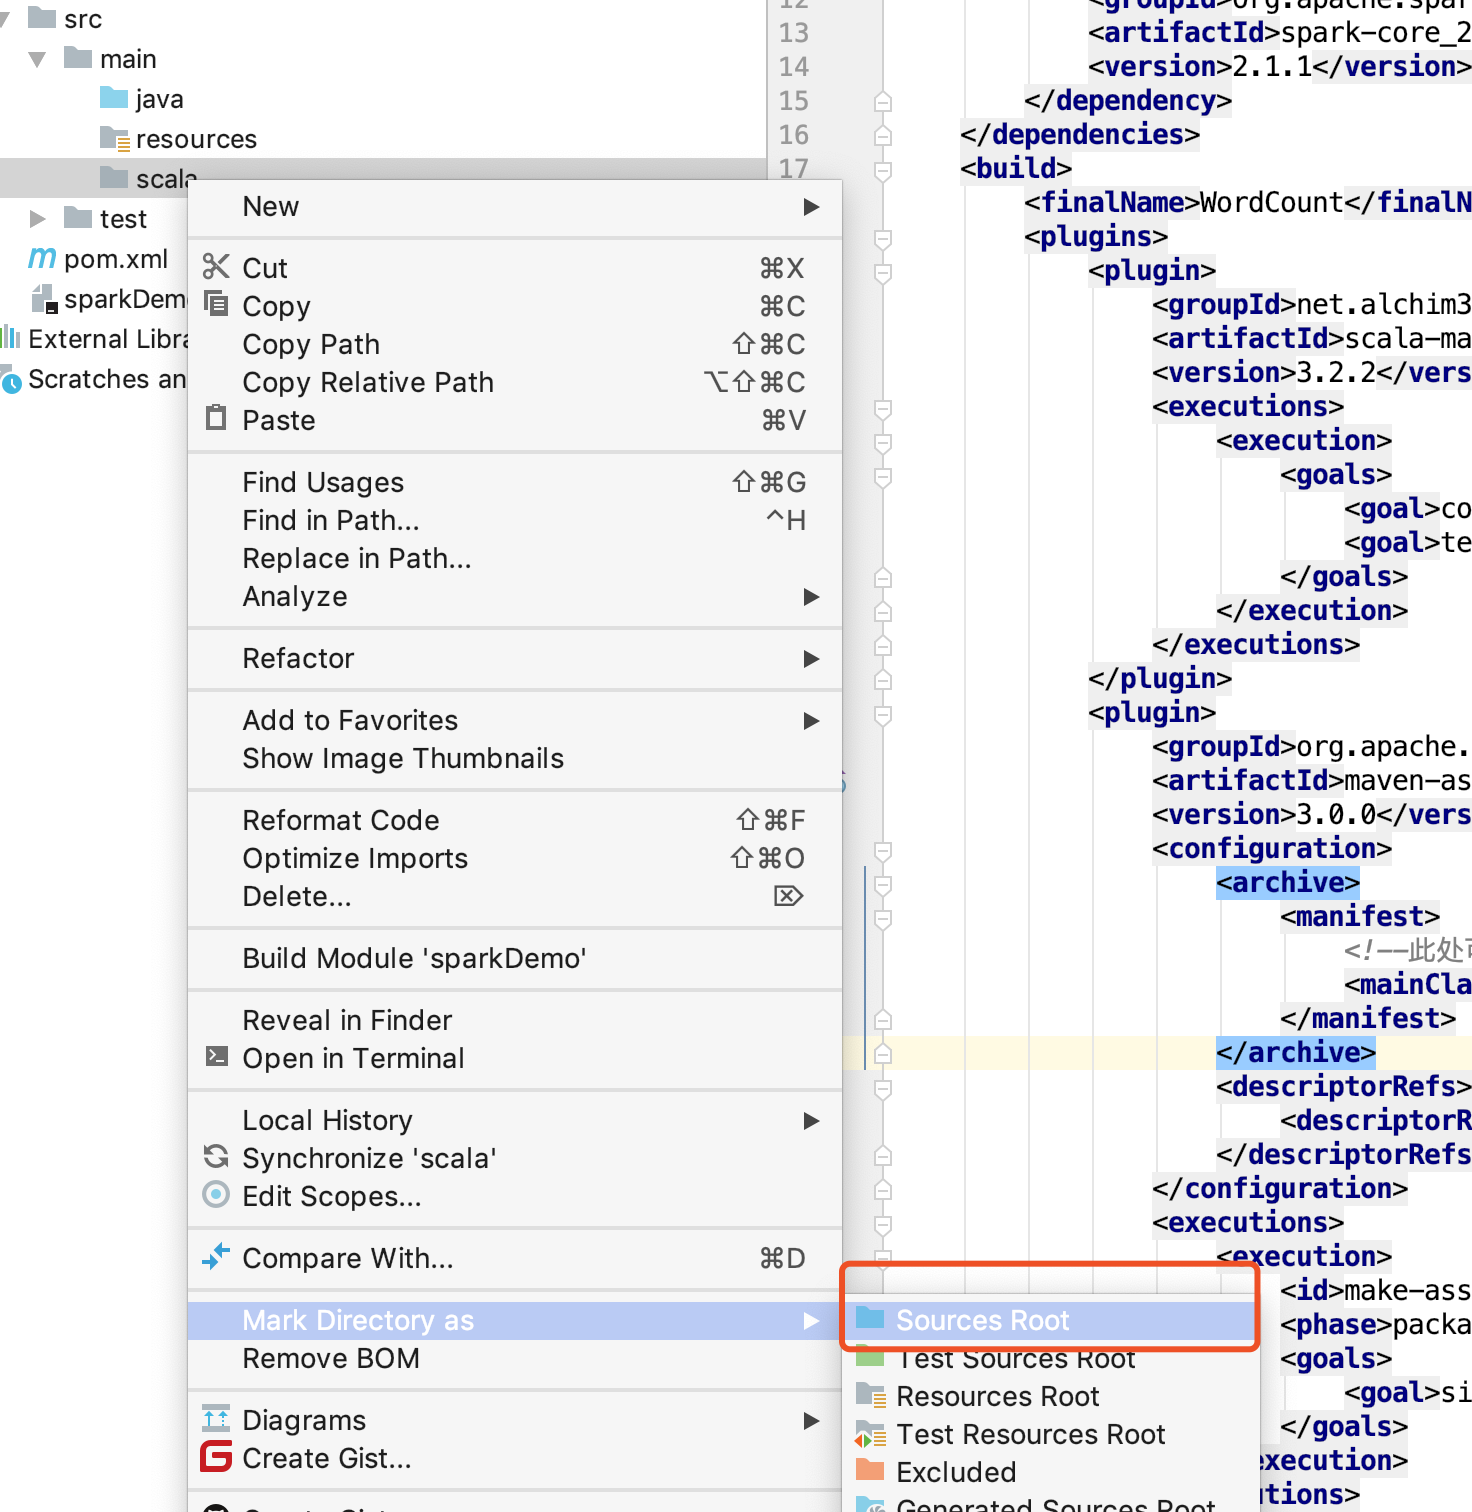 src
main
java
resources
scala
test
pom.xml
sparkDem
External Libra
Scratches an
New
Cut ⌘X
Copy ⌘C
Copy Path ⇧⌘C
Copy Relative Path ⌥⇧⌘C
Paste ⌘V
Find Usages ⇧⌘G
Find in Path... ^H
Replace in Path...
Analyze
Refactor
Add to Favorites
Show Image Thumbnails
Reformat Code ⇧⌘F
Optimize Imports ⇧⌘O
Delete... ⌦
Build Module 'sparkDemo'
Reveal in Finder
Open in Terminal
Local History
Synchronize 'scala'
Edit Scopes...
Compare With... ⌘D
Mark Directory as
Remove BOM
Diagrams
Create Gist...
Sources Root
Test Sources Root
Resources Root
Test Resources Root
Excluded
Generated Sources Root
12 <groupId>org.apache.spar
13 <artifactId>spark-core_2
14 <version>2.1.1</version>
15 </dependency>
16 </dependencies>
17 <build>
<finalName>WordCount</finalN
<plugins>
<plugin>
<groupId>net.alchim3
<artifactId>scala-ma
<version>3.2.2</vers
<executions>
<execution>
<goals>
<goal>co
<goal>te
</goals>
</execution>
</executions>
</plugin>
<plugin>
<groupId>org.apache.
<artifactId>maven-as
<version>3.0.0</vers
<configuration>
<archive>
<manifest>
<!--此处
<mainCla
</manifest>
</archive>
<descriptorRefs>
<descriptorR
</descriptorRefs
</configuration>
<executions>
<execution>
<id>make-ass
<phase>packa
<goals>
<goal>si
</goals>
xecution>
tions>